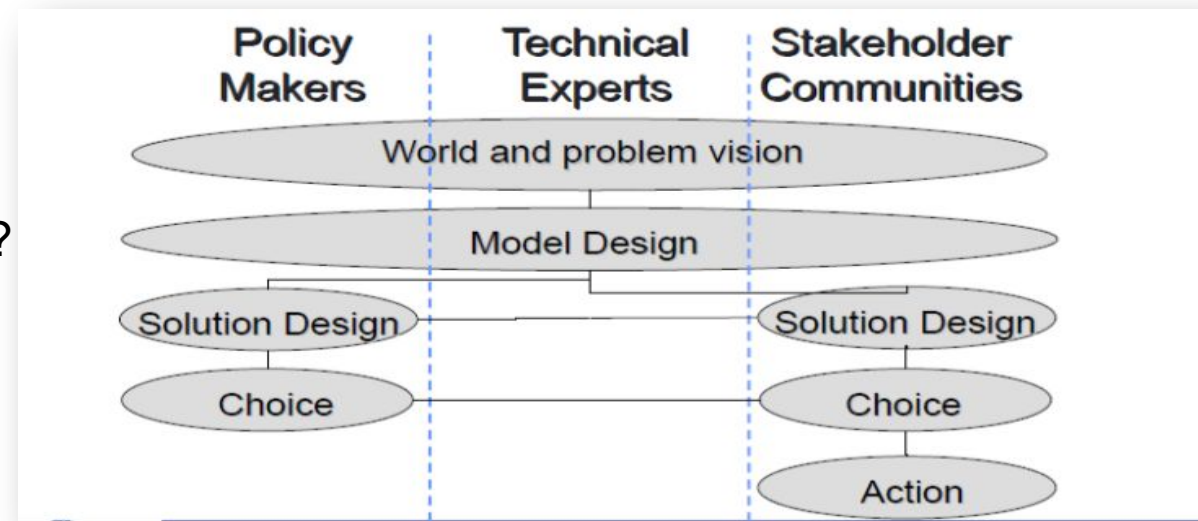 Policy Makers
Technical Experts
Stakeholder Communities
World and problem vision
?
Model Design
Solution Design
Solution Design
Choice
Choice
Action